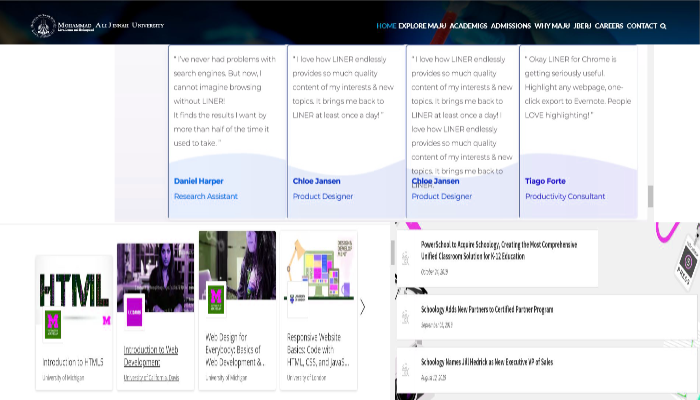 MOHAMMAD ALI JINNAH UNIVERSITY
HOME EXPLORE MAJU ACADEMICS ADMISSIONS WHY MAJU JBERJ CAREERS CONTACT
" I've never had problems with
search engines. But now, I
cannot imagine browsing
without LINER!
It finds the results I want by
more than half of the time it
used to take. "
Daniel Harper
Research Assistant
" I love how LINER endlessly
provides so much quality
content of my interests & new
topics. It brings me back to
LINER at least once a day! "
Chloe Jansen
Product Designer
" I love how LINER endlessly
provides so much quality
content of my interests & new
topics. It brings me back to
LINER at least once a day! I
love how LINER endlessly
provides so much quality
content of my interests & new
topics. It brings me back to
LINER
Chloe Jansen
Product Designer
" Okay LINER for Chrome is
getting seriously useful.
Highlight any webpage, one-
click export to Evernote. People
LOVE highlighting! "
Tiago Forte
Productivity Consultant
HTML
Introduction to HTML5
University of Michigan
Introduction to Web
Development
University of California, Davis
Web Design for
Everybody: Basics of
Web Development &...
University of Michigan
Responsive Website
Basics: Code with
HTML, CSS, and JavaS...
University of London
PowerSchool to Acquire Schoology, Creating the Most Comprehensive
Unified Classroom Solution for K-12 Education
Schoology Adds New Partners to Certified Partner Program
Schoology Names Jill Hedrick as New Executive VP of Sales